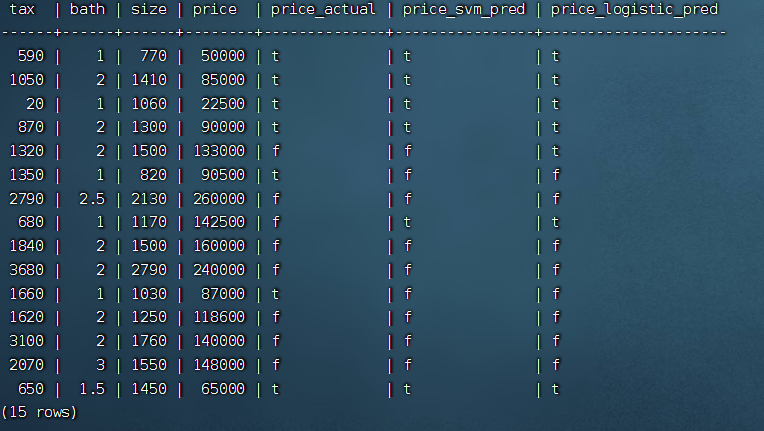 tax  | bath | size | price  | price_actual | price_svm_pred | price_logistic_pred
------+------+------+--------+--------------+----------------+---------------------
  590 |    1 |  770 |  50000 | t            | t              | t
 1050 |    2 | 1410 |  85000 | t            | t              | t
   20 |    1 | 1060 |  22500 | t            | t              | t
  870 |    2 | 1300 |  90000 | t            | t              | t
 1320 |    2 | 1500 | 133000 | f            | f              | f
 1350 |    1 |  820 |  90500 | t            | f              | f
 2790 |  2.5 | 2130 | 260000 | f            | f              | f
  680 |    1 | 1170 | 142500 | f            | t              | t
 1840 |    2 | 1500 | 160000 | f            | f              | f
 3680 |    2 | 2790 | 240000 | f            | f              | f
 1660 |    1 | 1030 |  87000 | t            | f              | f
 1620 |    2 | 1250 | 118600 | f            | f              | f
 3100 |    2 | 1760 | 140000 | f            | f              | f
 2070 |    3 | 1550 | 148000 | f            | f              | f
  650 |  1.5 | 1450 |  65000 | t            | t              | t
(15 rows)